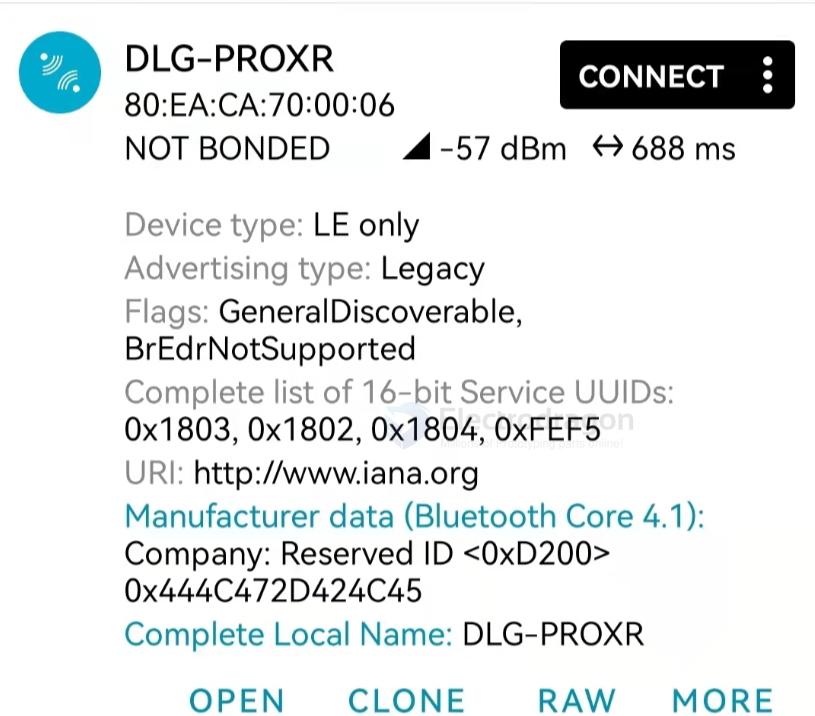 DLG-PROXR
CONNECT
80:EA:CA:70:00:06
NOT BONDED
-57 dBm
688 ms
Device type: LE only
Advertising type: Legacy
Flags: GeneralDiscoverable,
BrEdrNotSupported
Complete list of 16-bit Service UUIDs:
Electrodragon
0x1803, 0x1802, 0x1804, 0xFEF5
URI: http://www.iana.org
Manufacturer data (Bluetooth Core 4.1):
Company: Reserved ID <0xD200>
0x444C472D424C45
Complete Local Name: DLG-PROXR
OPEN CLONE RAW MORE